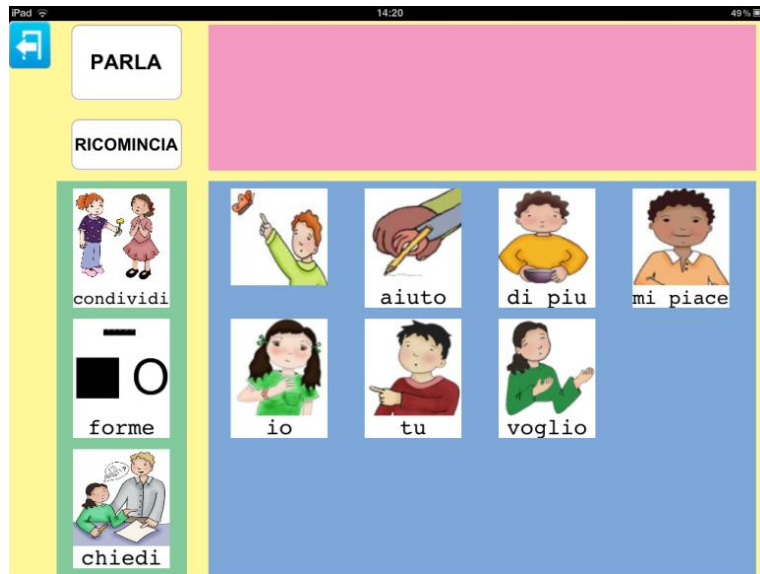 iPad 14:20 49%
PARLA
RICOMINCIA
condividi
aiuto di piu mi piace
forme
io tu voglio
chiedi